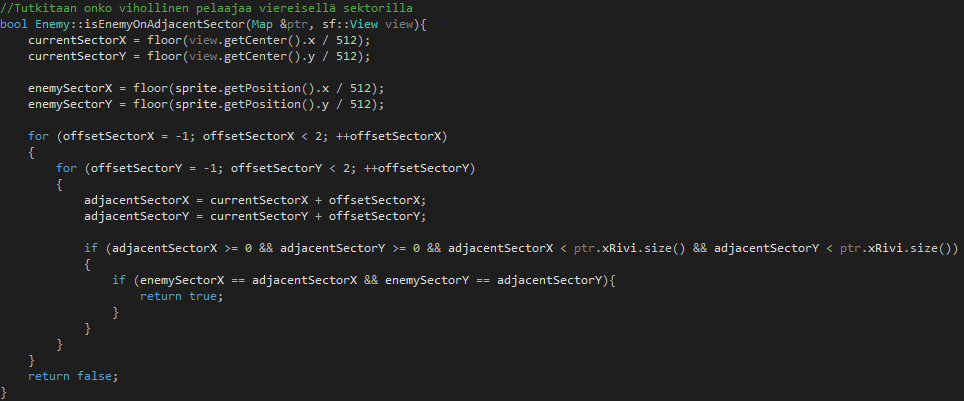 //Tutkitaan onko vihollinen pelaajaa viereisellä sektorilla
bool Enemy::isEnemyOnAdjacentSector(Map &ptr, sf::View view){
    currentSectorX = floor(view.getCenter().x / 512);
    currentSectorY = floor(view.getCenter().y / 512);

    enemySectorX = floor(sprite.getPosition().x / 512);
    enemySectorY = floor(sprite.getPosition().y / 512);

    for (offsetSectorX = -1; offsetSectorX < 2; ++offsetSectorX)
    {
        for (offsetSectorY = -1; offsetSectorY < 2; ++offsetSectorY)
        {
            adjacentSectorX = currentSectorX + offsetSectorX;
            adjacentSectorY = currentSectorY + offsetSectorY;

            if (adjacentSectorX >= 0 && adjacentSectorY >= 0 && adjacentSectorX < ptr.xRivi.size() && adjacentSectorY < ptr.xRivi.size())
            {
                if (enemySectorX == adjacentSectorX && enemySectorY == adjacentSectorY){
                    return true;
                }
            }
        }
    }
    return false;
}